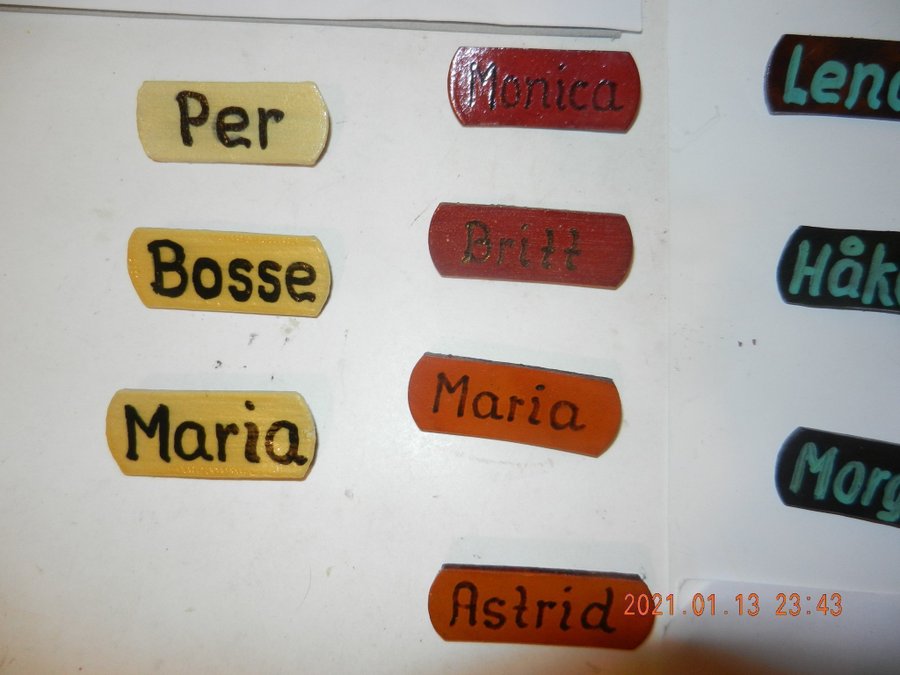 Per
Bosse
Maria
Monica
Britt
Maria
Astrid
2021.01.13 23:43